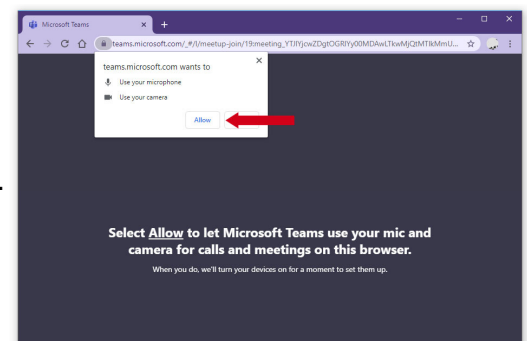 Microsoft Teams
teams.microsoft.com/_#/l/meetup-join/19:meeting_YTJlYjcwZDgtOGRlYy00MDAwLTkwMjQtMTlkMmU...
teams.microsoft.com wants to
Use your microphone
Use your camera
Allow
Select Allow to let Microsoft Teams use your mic and
camera for calls and meetings on this browser.
When you do, we'll turn your devices on for a moment to set them up.